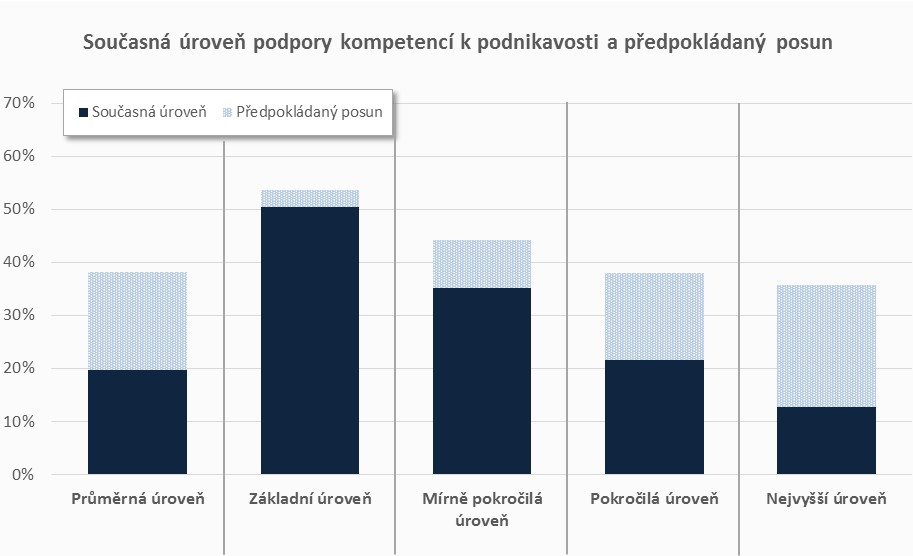 Současná úroveň podpory kompetencí k podnikavosti a předpokládaný posun
Současná úroveň Předpokládaný posun
70%
60%
50%
40%
30%
20%
10%
0%
Průměrná úroveň Základní úroveň Mírně pokročilá Pokročilá úroveň Nejvyšší úroveň
úroveň